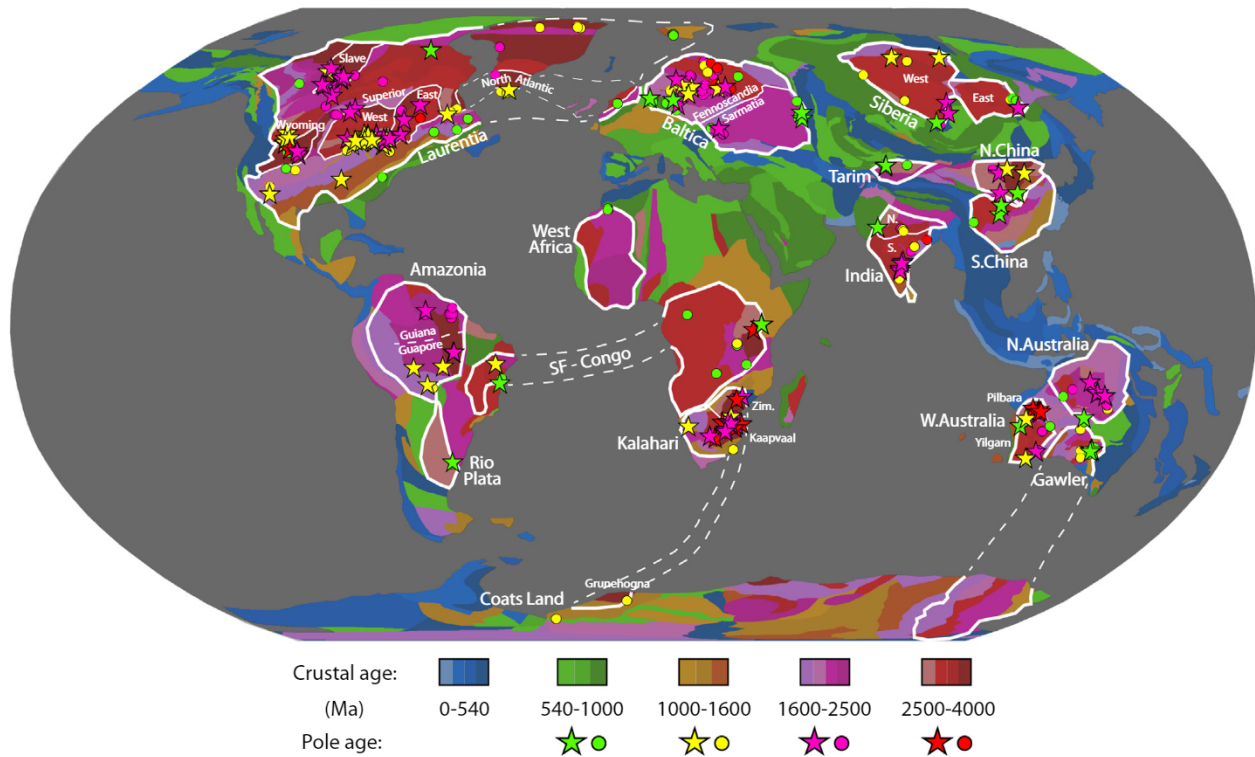 Slave
North Atlantic
Superior
East
West
Wyoming
Laurentia
Fennoscandia
Sarmatia
Baltica
West
East
Siberia
N.China
Tarim
West
Africa
N.
S.
India
S.China
Amazonia
Guiana
Guapore
SF - Congo
N.Australia
Zim.
Pilbara
Kalahari
Kaapvaal
W.Australia
Yilgarn
Rio
Plata
Gawler
Grunehogna
Coats Land
Crustal age:
(Ma) 0-540 540-1000 1000-1600 1600-2500 2500-4000
Pole age: